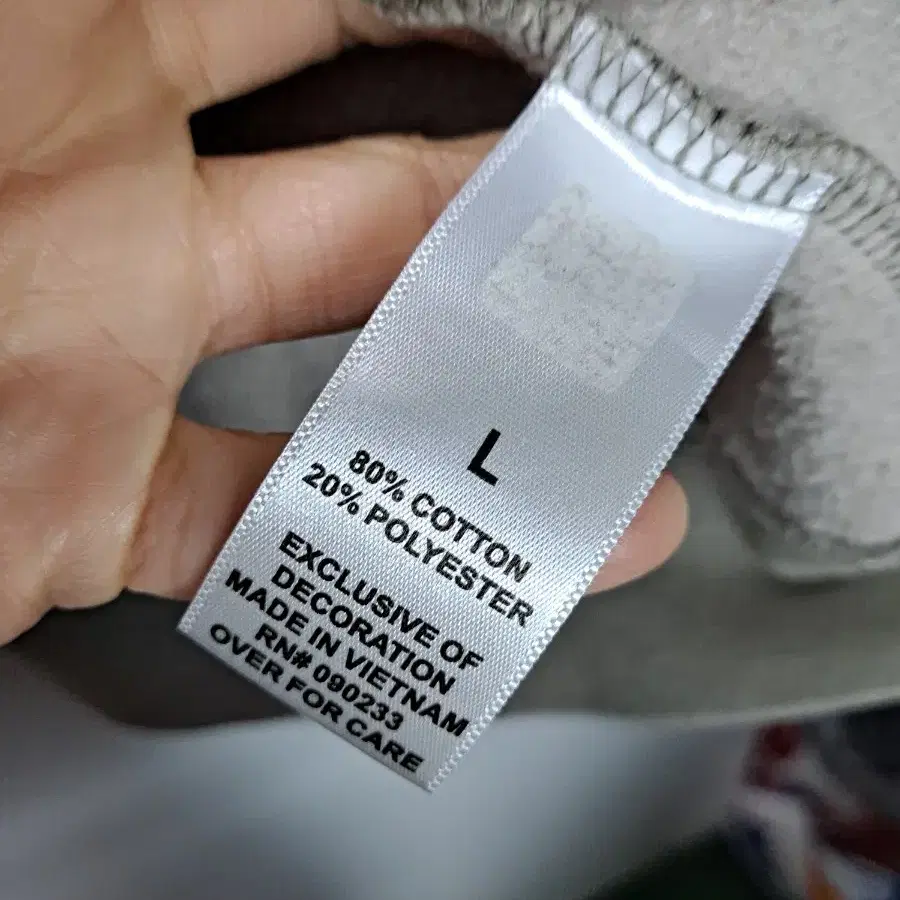 L
80% COTTON
20% POLYESTER
EXCLUSIVE OF
DECORATION
MADE IN VIETNAM
RN# 090233
OVER FOR CARE